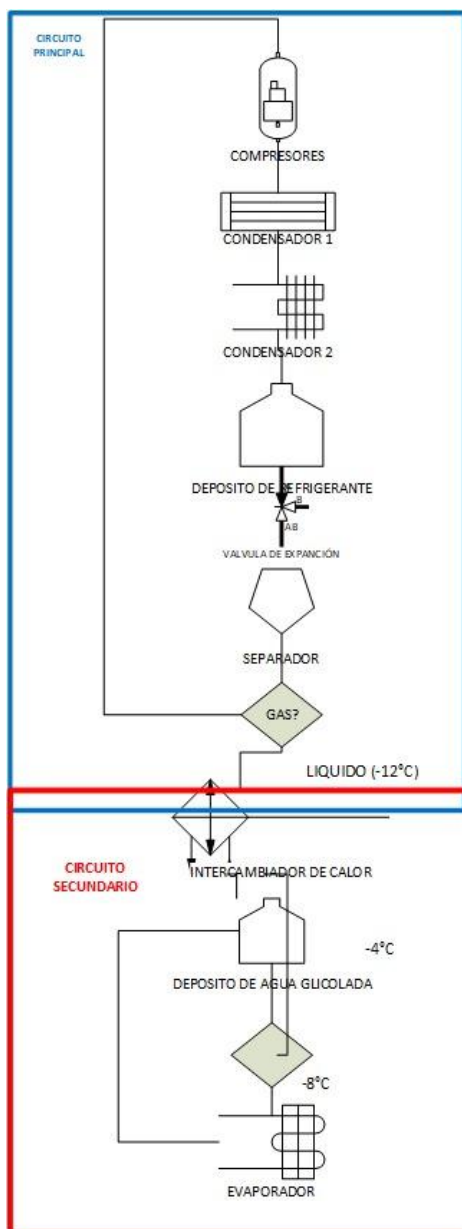 CIRCUITO
PRINCIPAL
COMPRESORES
CONDENSADOR 1
CONDENSADOR 2
DEPOSITO DE REFRIGERANTE
B
AB
VALVULA DE EXPANCIÓN
SEPARADOR
GAS?
LIQUIDO (-12°C)
CIRCUITO
SECUNDARIO
INTERCAMBIADOR DE CALOR
-4°C
DEPOSITO DE AGUA GLICOLADA
-8°C
EVAPORADOR